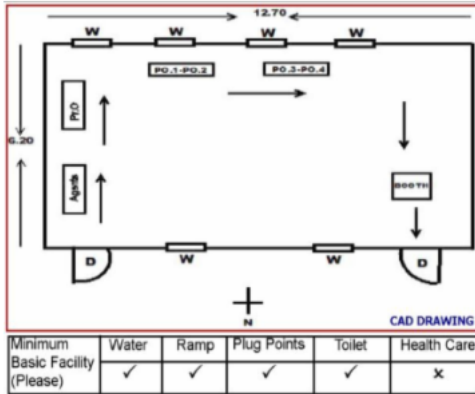 12.70
W W W W
PO.1-PO.2 PO.3-PO.4
Pr.O
6.20
Agents
BOOTH
D W W D
N
CAD DRAWING
Minimum Basic Facility (Please) Water Ramp Plug Points Toilet Health Care
✓ ✓ ✓ ✓ x